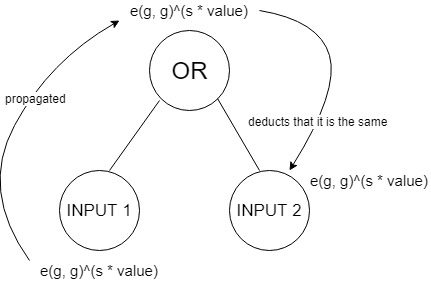 e(g, g)^(s * value)
OR
propagated
deducts that it is the same
e(g, g)^(s * value)
INPUT 1
INPUT 2
e(g, g)^(s * value)